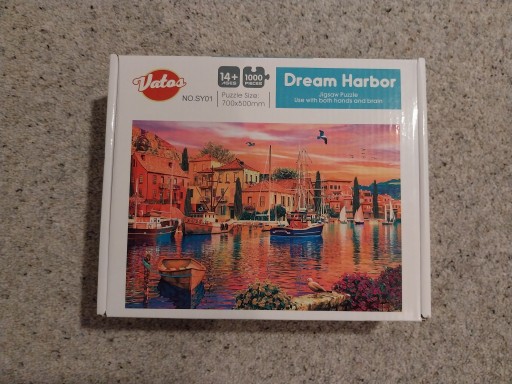 Vatos
NO.SY01
14+
AGES
1000
PIECES
Puzzle Size:
700x500mm
Dream Harbor
Jigsaw Puzzle
Use with both hands and brain